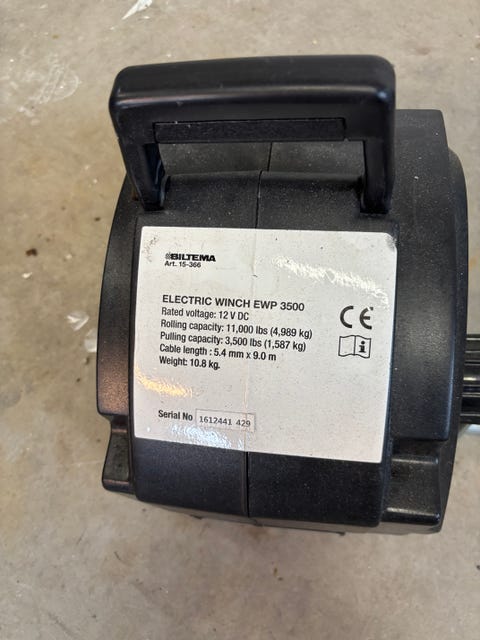 BILTEMA
Art. 15-366
ELECTRIC WINCH EWP 3500
Rated voltage: 12 V DC
Rolling capacity: 11,000 lbs (4,989 kg)
Pulling capacity: 3,500 lbs (1,587 kg)
Cable length : 5.4 mm x 9.0 m
Weight: 10.8 kg.
CE
i
Serial No 1612441 429